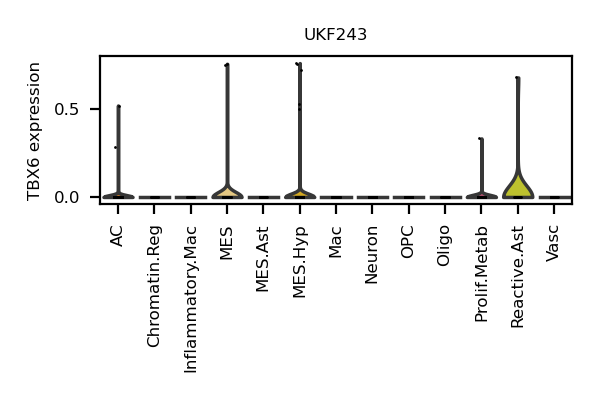 UKF243
TBX6 expression
0.5
0.0
AC
Chromatin.Reg
Inflammatory.Mac
MES
MES.Ast
MES.Hyp
Mac
Neuron
OPC
Oligo
Prolif.Metab
Reactive.Ast
Vasc